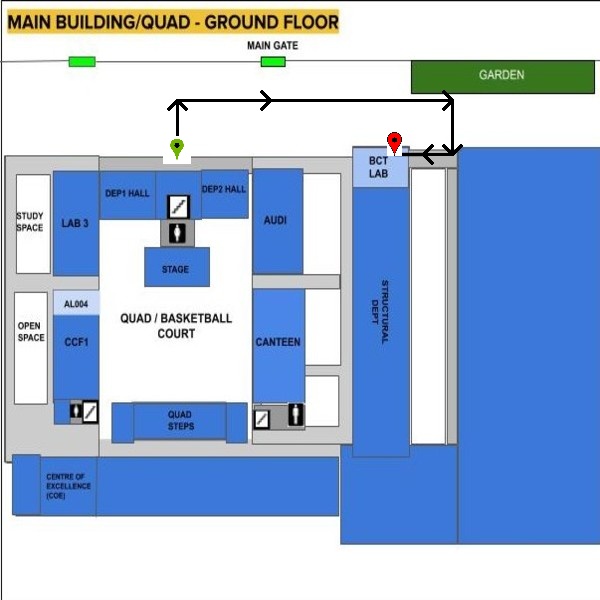 MAIN BUILDING/QUAD - GROUND FLOOR
MAIN GATE
GARDEN
BCT
LAB
DEP1 HALL
DEP2 HALL
STUDY
SPACE
LAB 3
AUDI
STAGE
AL004
QUAD / BASKETBALL
COURT
OPEN
SPACE
CCF1
CANTEEN
STRUCTURAL
DEPT
QUAD
STEPS
CENTRE OF
EXCELLENCE
(COE)